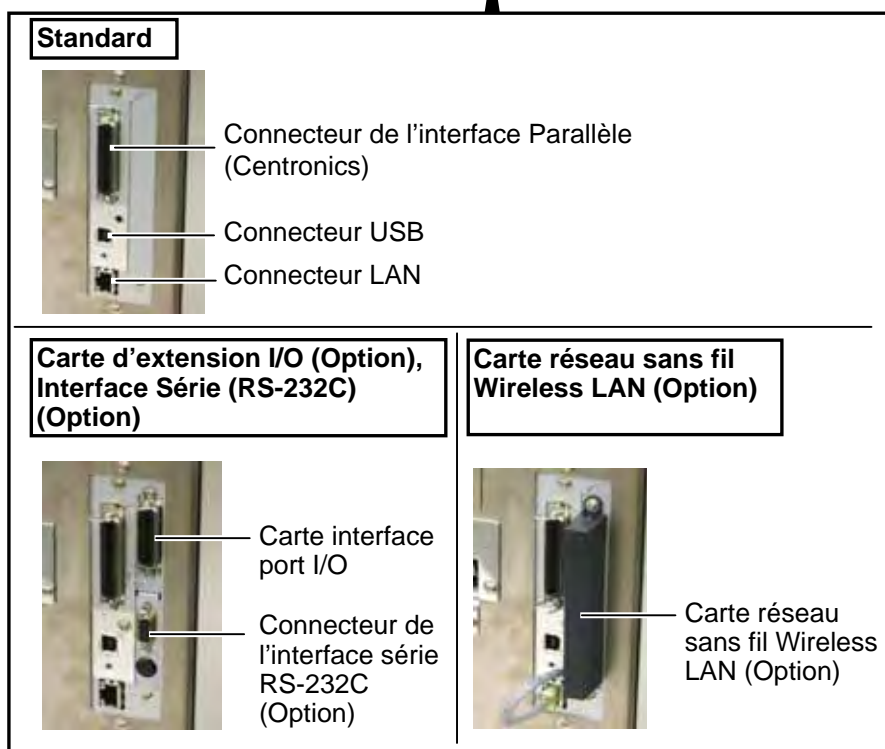 Standard
Connecteur de l'interface Parallèle
(Centronics)
Connecteur USB
Connecteur LAN
Carte d'extension I/O (Option),
Interface Série (RS-232C)
(Option)
Carte interface
port I/O
Connecteur de
l'interface série
RS-232C
(Option)
Carte réseau sans fil
Wireless LAN (Option)
Carte réseau
sans fil Wireless
LAN (Option)